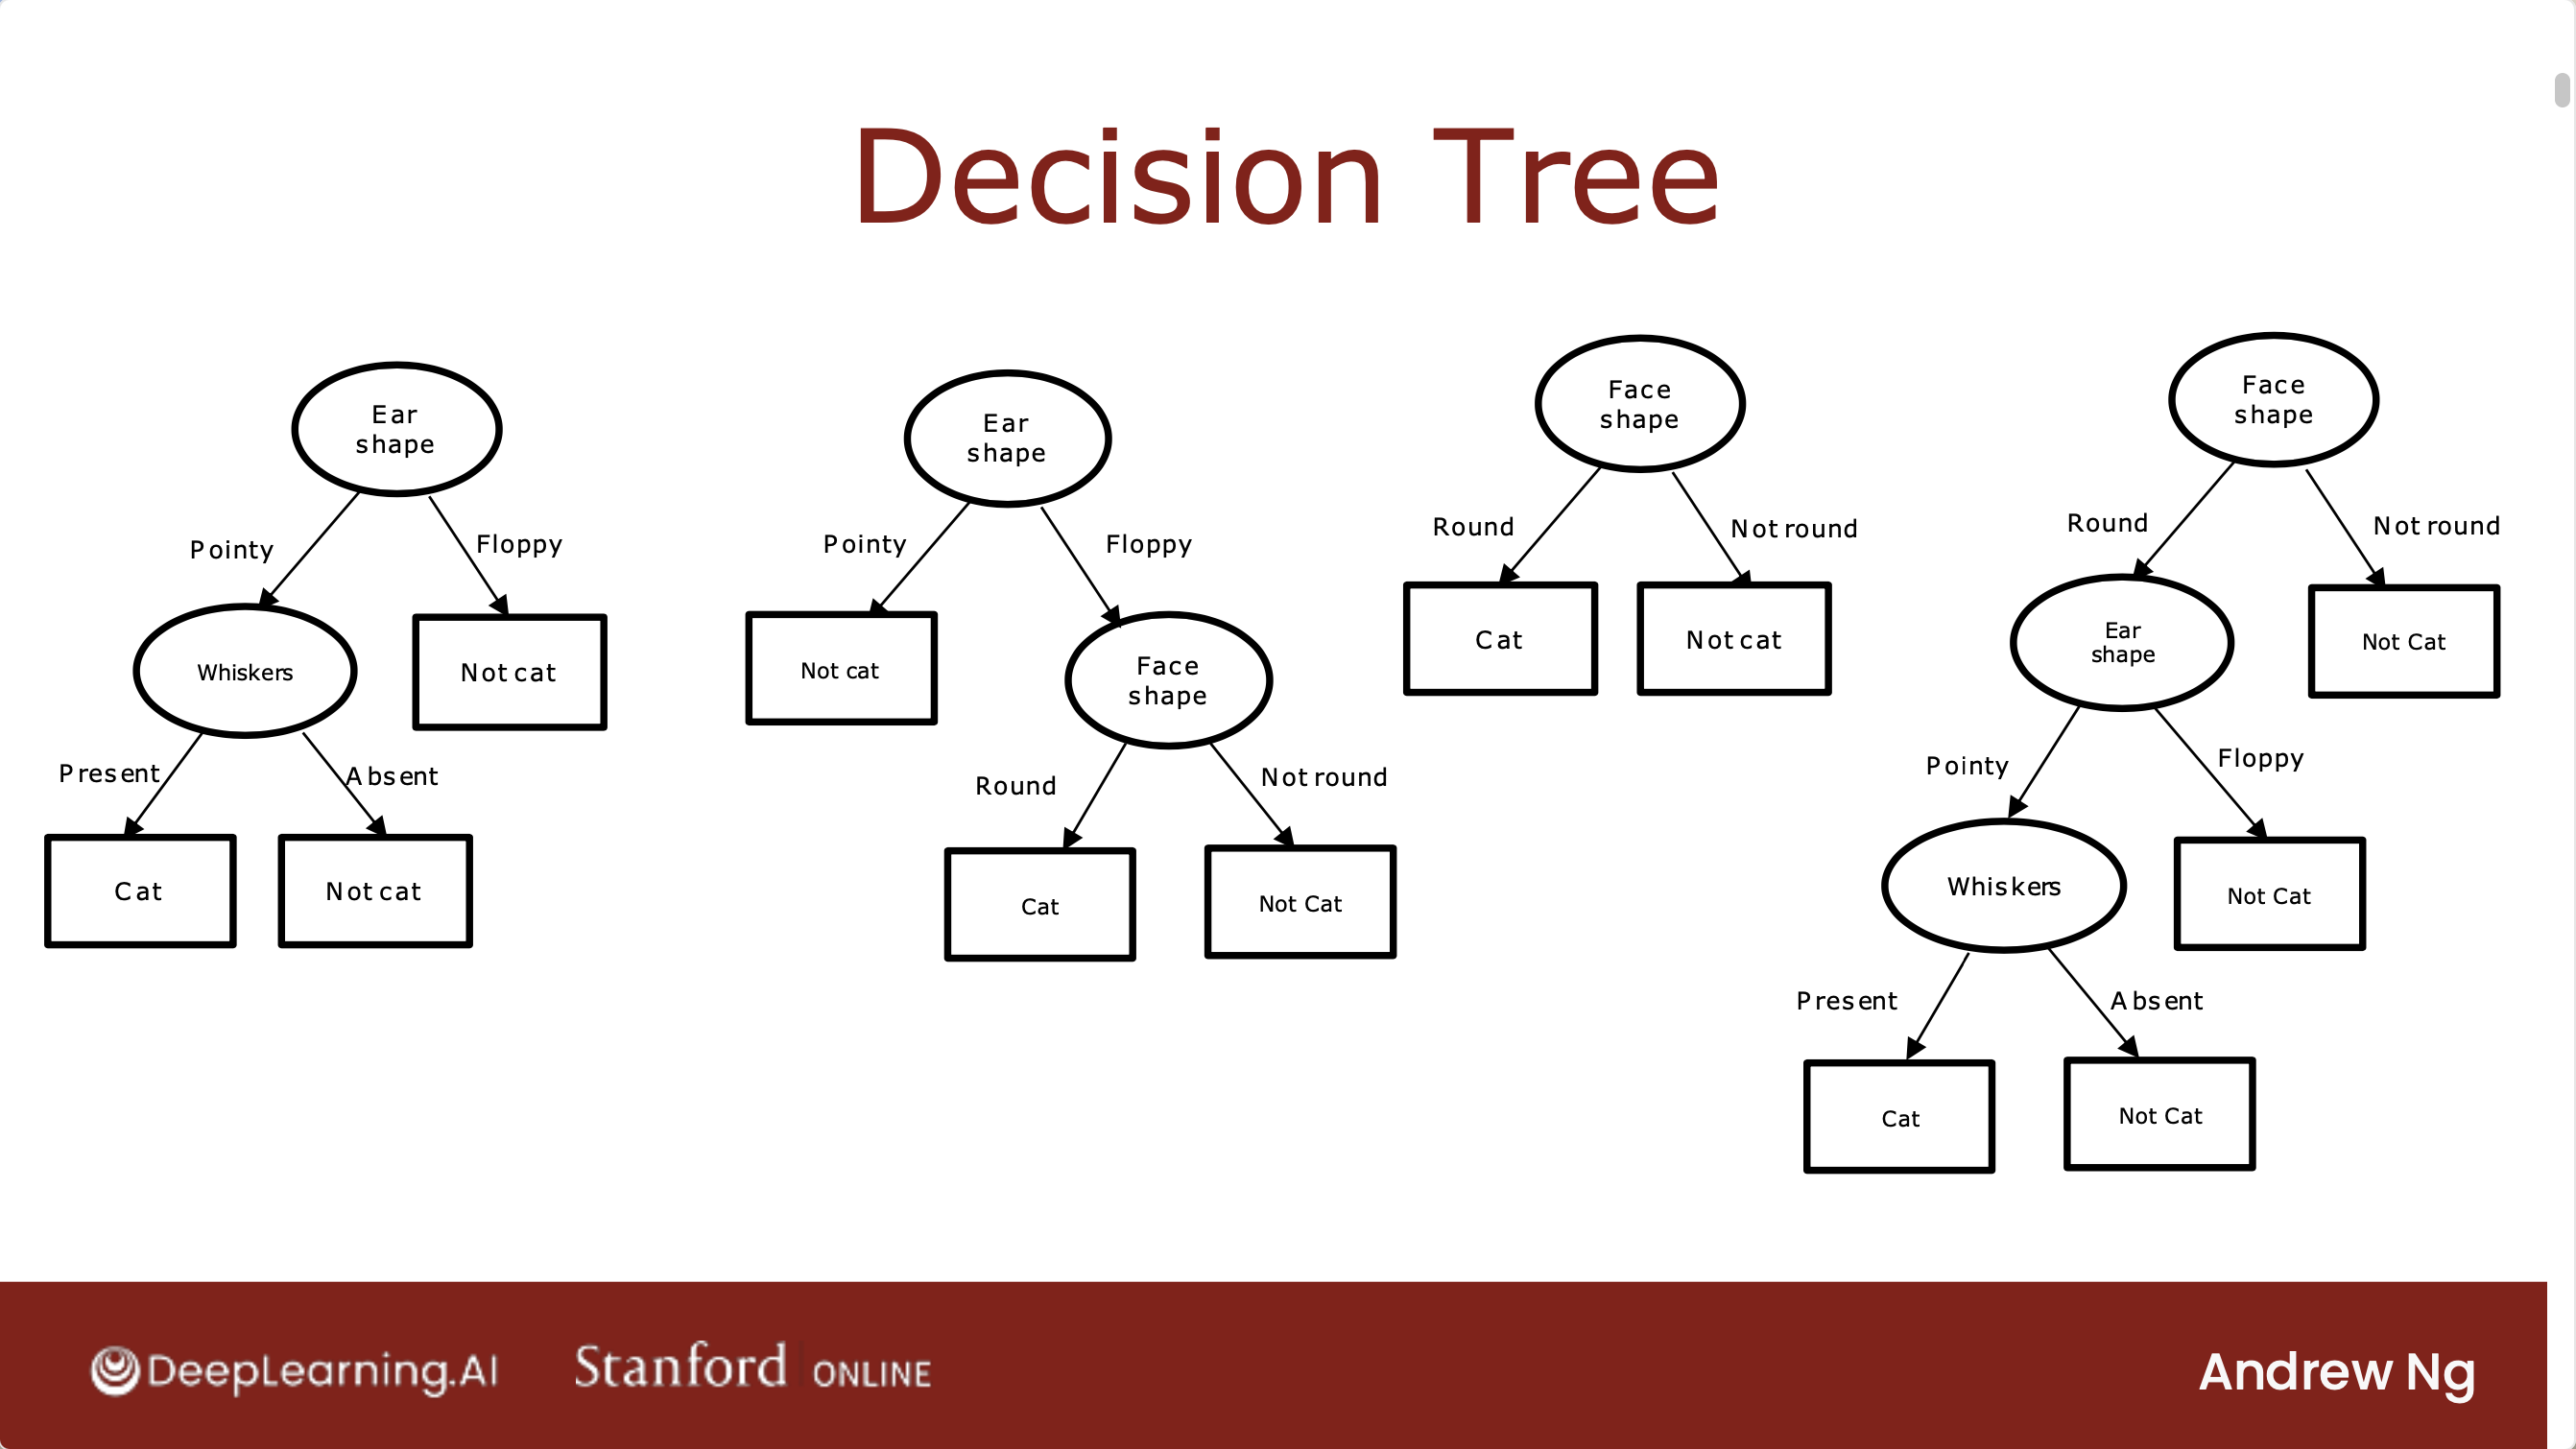 Decision Tree
Ear
shape
Pointy
Floppy
Whiskers
Not cat
Present
Absent
Cat
Not cat
Ear
shape
Pointy
Floppy
Not cat
Face
shape
Round
Not round
Cat
Not Cat
Face
shape
Round
Not round
Cat
Not cat
Face
shape
Round
Not round
Ear
shape
Not Cat
Pointy
Floppy
Whiskers
Not Cat
Present
Absent
Cat
Not Cat
DeepLearning.AI
Stanford ONLINE
Andrew Ng